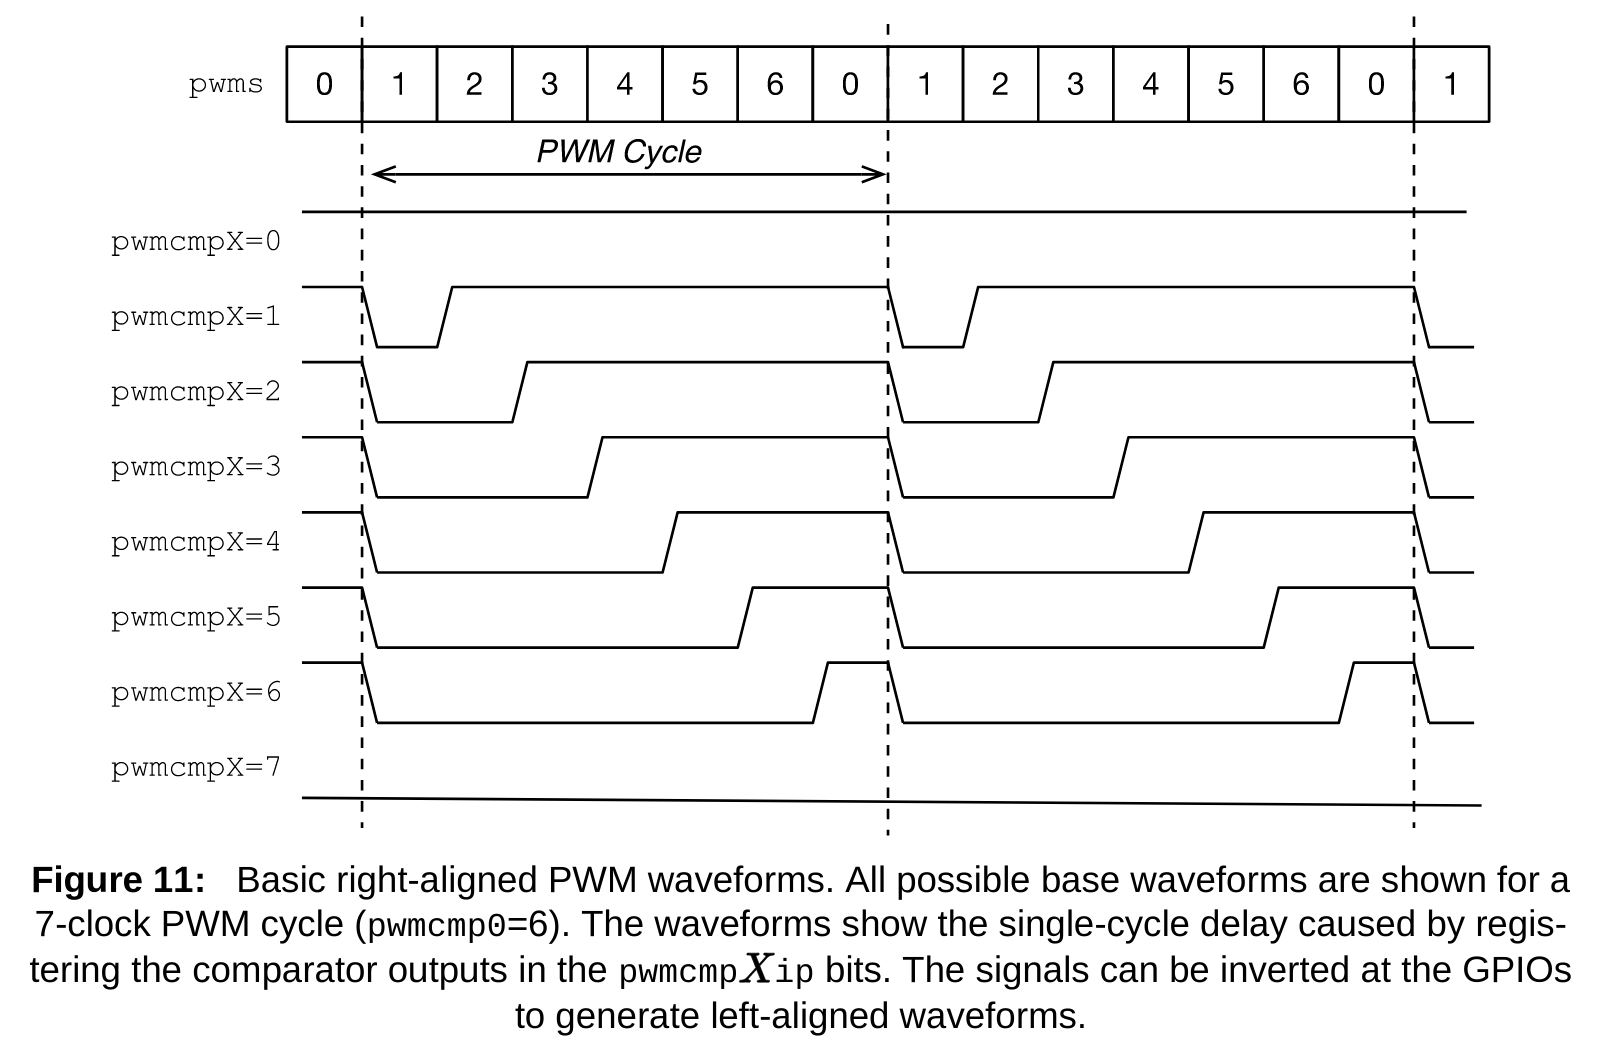 pwms 0 1 2 3 4 5 6 0 1 2 3 4 5 6 0 1
PWM Cycle
pwmcmpX=0
pwmcmpX=1
pwmcmpX=2
pwmcmpX=3
pwmcmpX=4
pwmcmpX=5
pwmcmpX=6
pwmcmpX=7
Figure 11: Basic right-aligned PWM waveforms. All possible base waveforms are shown for a
7-clock PWM cycle (pwmcmp0=6). The waveforms show the single-cycle delay caused by regis-
tering the comparator outputs in the pwmcmpXip bits. The signals can be inverted at the GPIOs
to generate left-aligned waveforms.